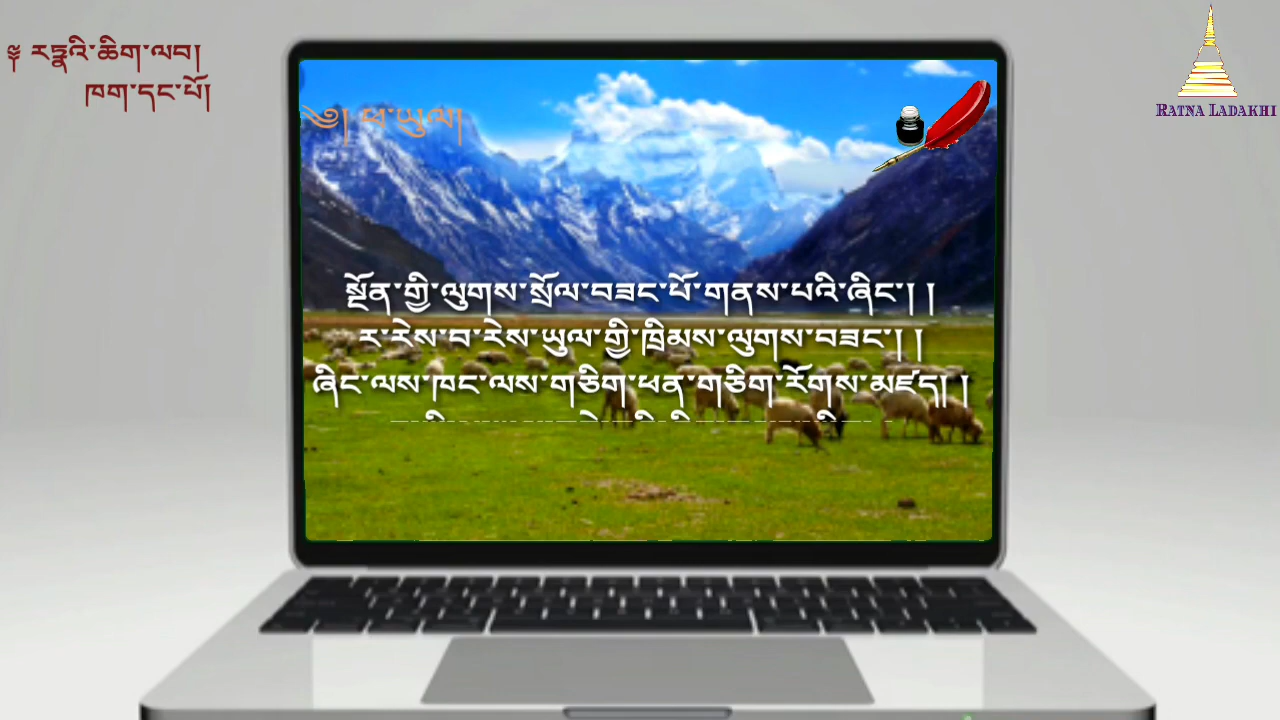 ༈ རཏྣའི་ཆིག་ལབ།
ཁག་དང་པོ།
RATNA LADAKHI
༄། ཕ་ཡུལ།
སྔོན་གྱི་ལུགས་སྲོལ་བཟང་པོ་གནས་པའི་ཞིང་། །
ར་རེས་བ་རེས་ཡུལ་གྱི་ཁྲིམས་ལུགས་བཟང་། །
ཞིང་ལས་ཁང་ལས་གཅིག་ཕན་གཅིག་རོགས་མཛད། །